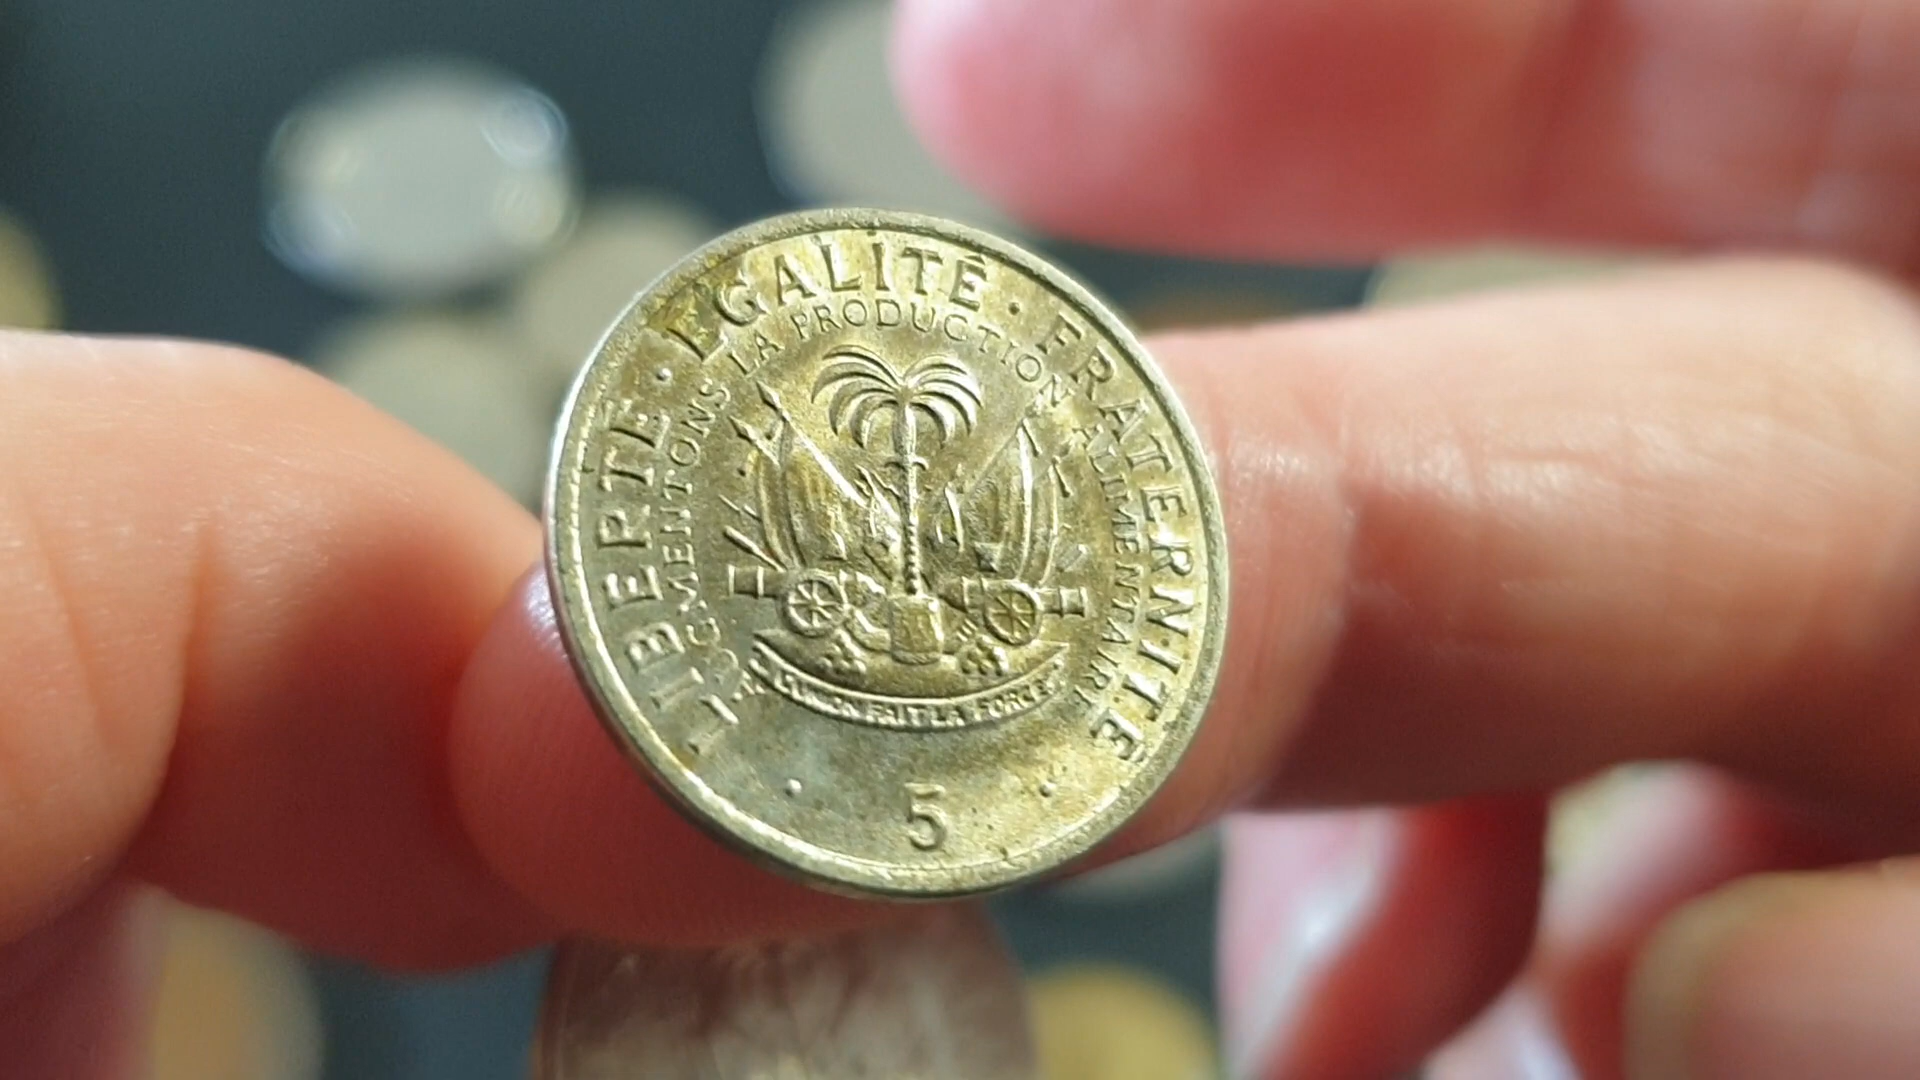 LIBERTÉ · EGALITÉ · FRATERNITÉ
AUGMENTONS LA PRODUCTION ALIMENTAIRE
L'UNION FAIT LA FORCE
· 5 ·